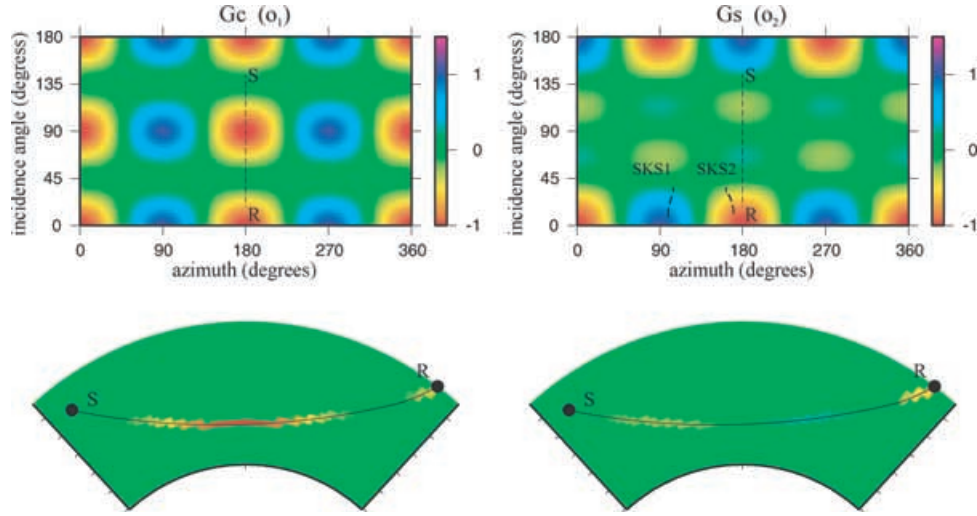 Gc (o1)
Gs (o2)
180
135
90
45
0
incidence angle (degrees)
S
R
0 90 180 270 360
azimuth (degrees)
1
0
-1
180
135
90
45
0
incidence angle (degrees)
S
SKS1 SKS2
R
0 90 180 270 360
azimuth (degrees)
1
0
-1
S
R
S
R